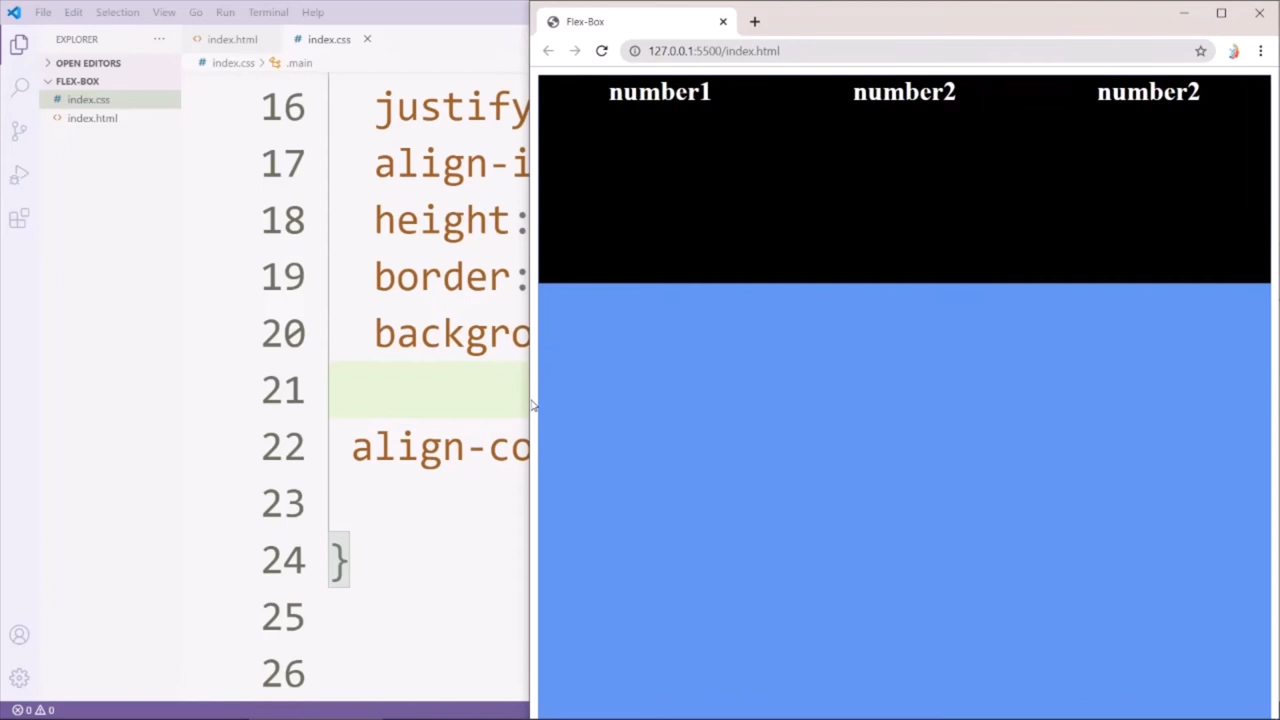 File Edit Selection View Go Run Terminal Help
EXPLORER
OPEN EDITORS
FLEX-BOX
# index.css
<> index.html
<> index.html
# index.css
# index.css > .main
16 justify
17 align-i
18 height:
19 border:
20 backgro
21
22 align-co
23
24 }
25
26
0 0
Flex-Box
127.0.0.1:5500/index.html
number1 number2 number2